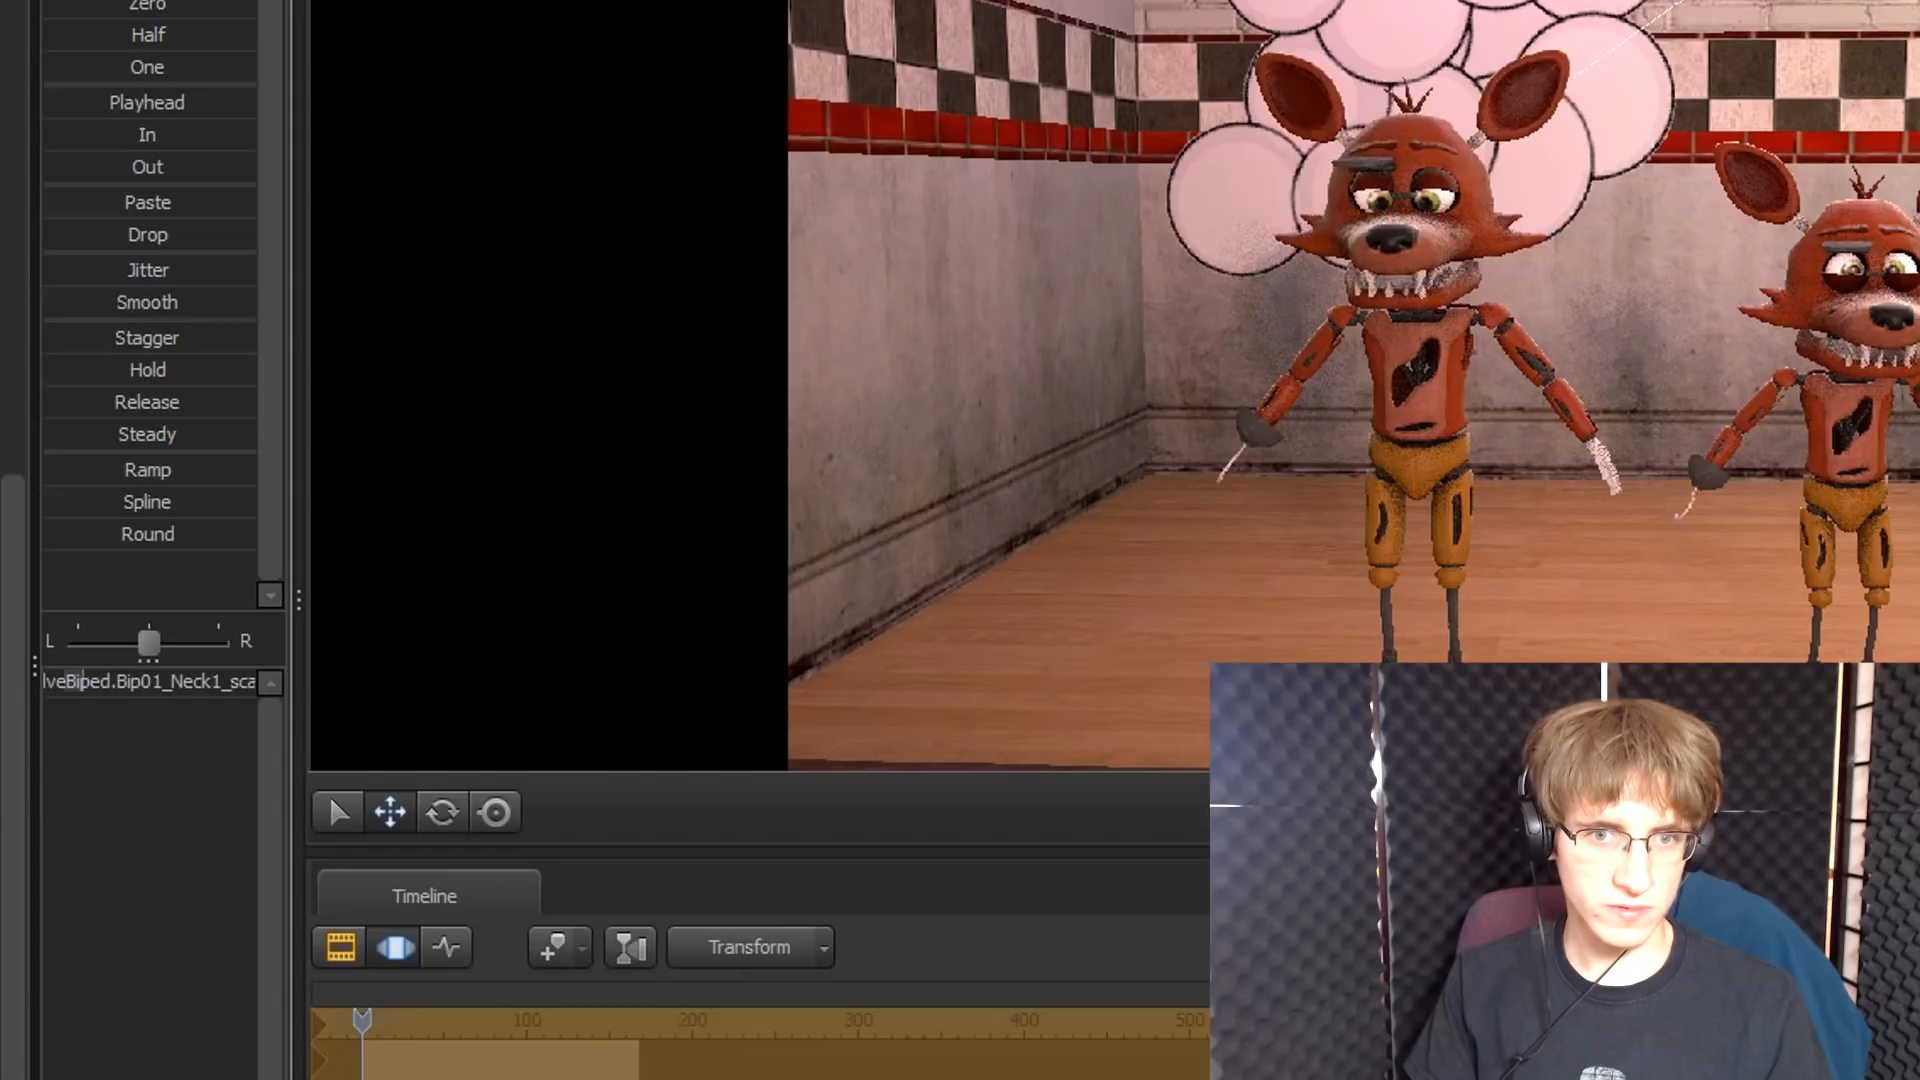 Zero
Half
One
Playhead
In
Out
Paste
Drop
Jitter
Smooth
Stagger
Hold
Release
Steady
Ramp
Spline
Round
L R
lveBiped.Bip01_Neck1_sca
Timeline
Transform
100 200 300 400 500